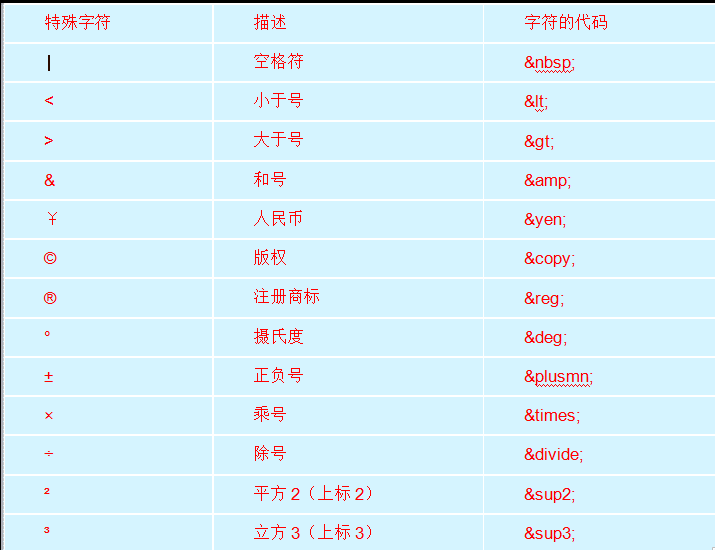 特殊字符 描述 字符的代码
空格符 &nbsp;
< 小于号 &lt;
> 大于号 &gt;
& 和号 &amp;
￥ 人民币 &yen;
© 版权 &copy;
® 注册商标 &reg;
° 摄氏度 &deg;
± 正负号 &plusmn;
× 乘号 &times;
÷ 除号 &divide;
² 平方2（上标2） &sup2;
³ 立方3（上标3） &sup3;